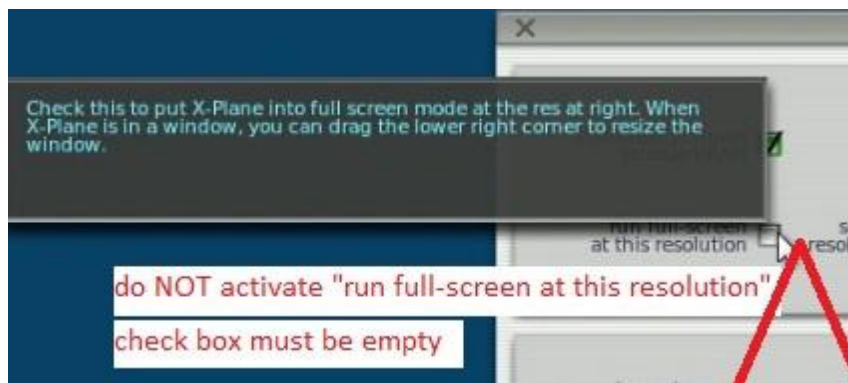 Check this to put X-Plane into full screen mode at the res at right. When
X-Plane is in a window, you can drag the lower right corner to resize the
window.
run full-screen
at this resolution
do NOT activate "run full-screen at this resolution"
check box must be empty